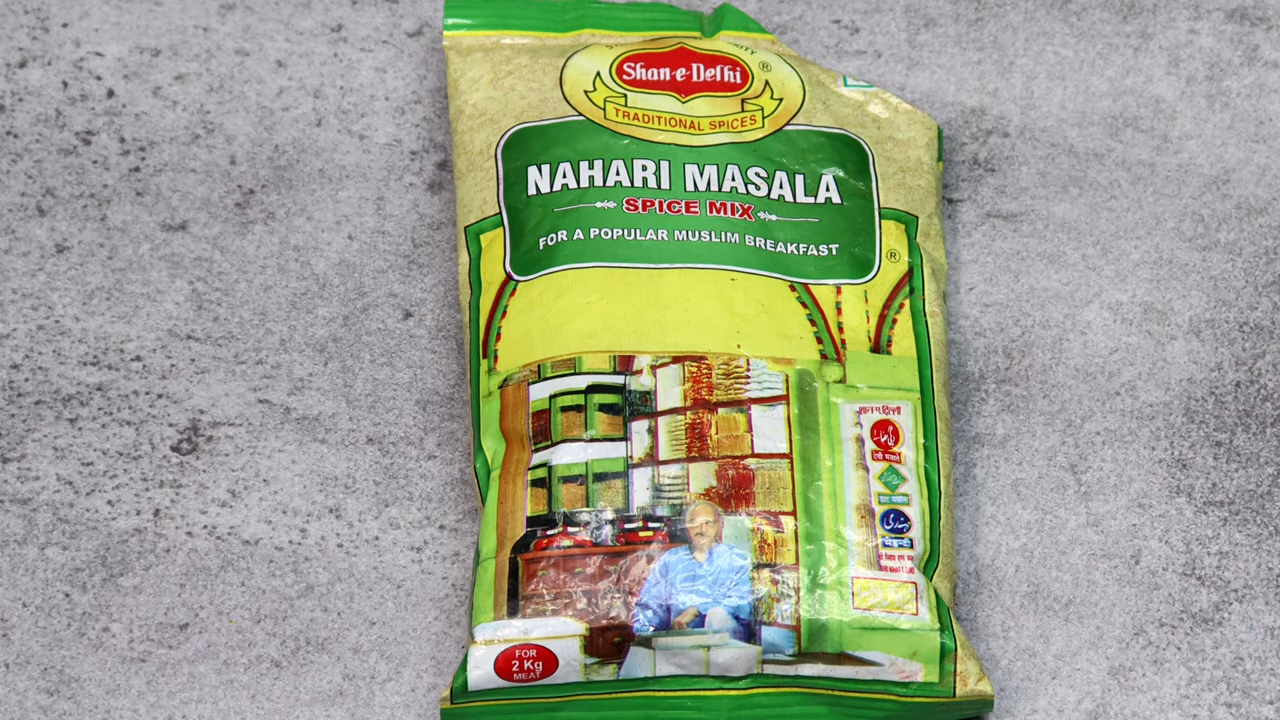 Shan-e-Delhi
®
TRADITIONAL SPICES
NAHARI MASALA
SPICE MIX
FOR A POPULAR MUSLIM BREAKFAST
®
शान ए दिल्ली
FOR
2 Kg
MEAT